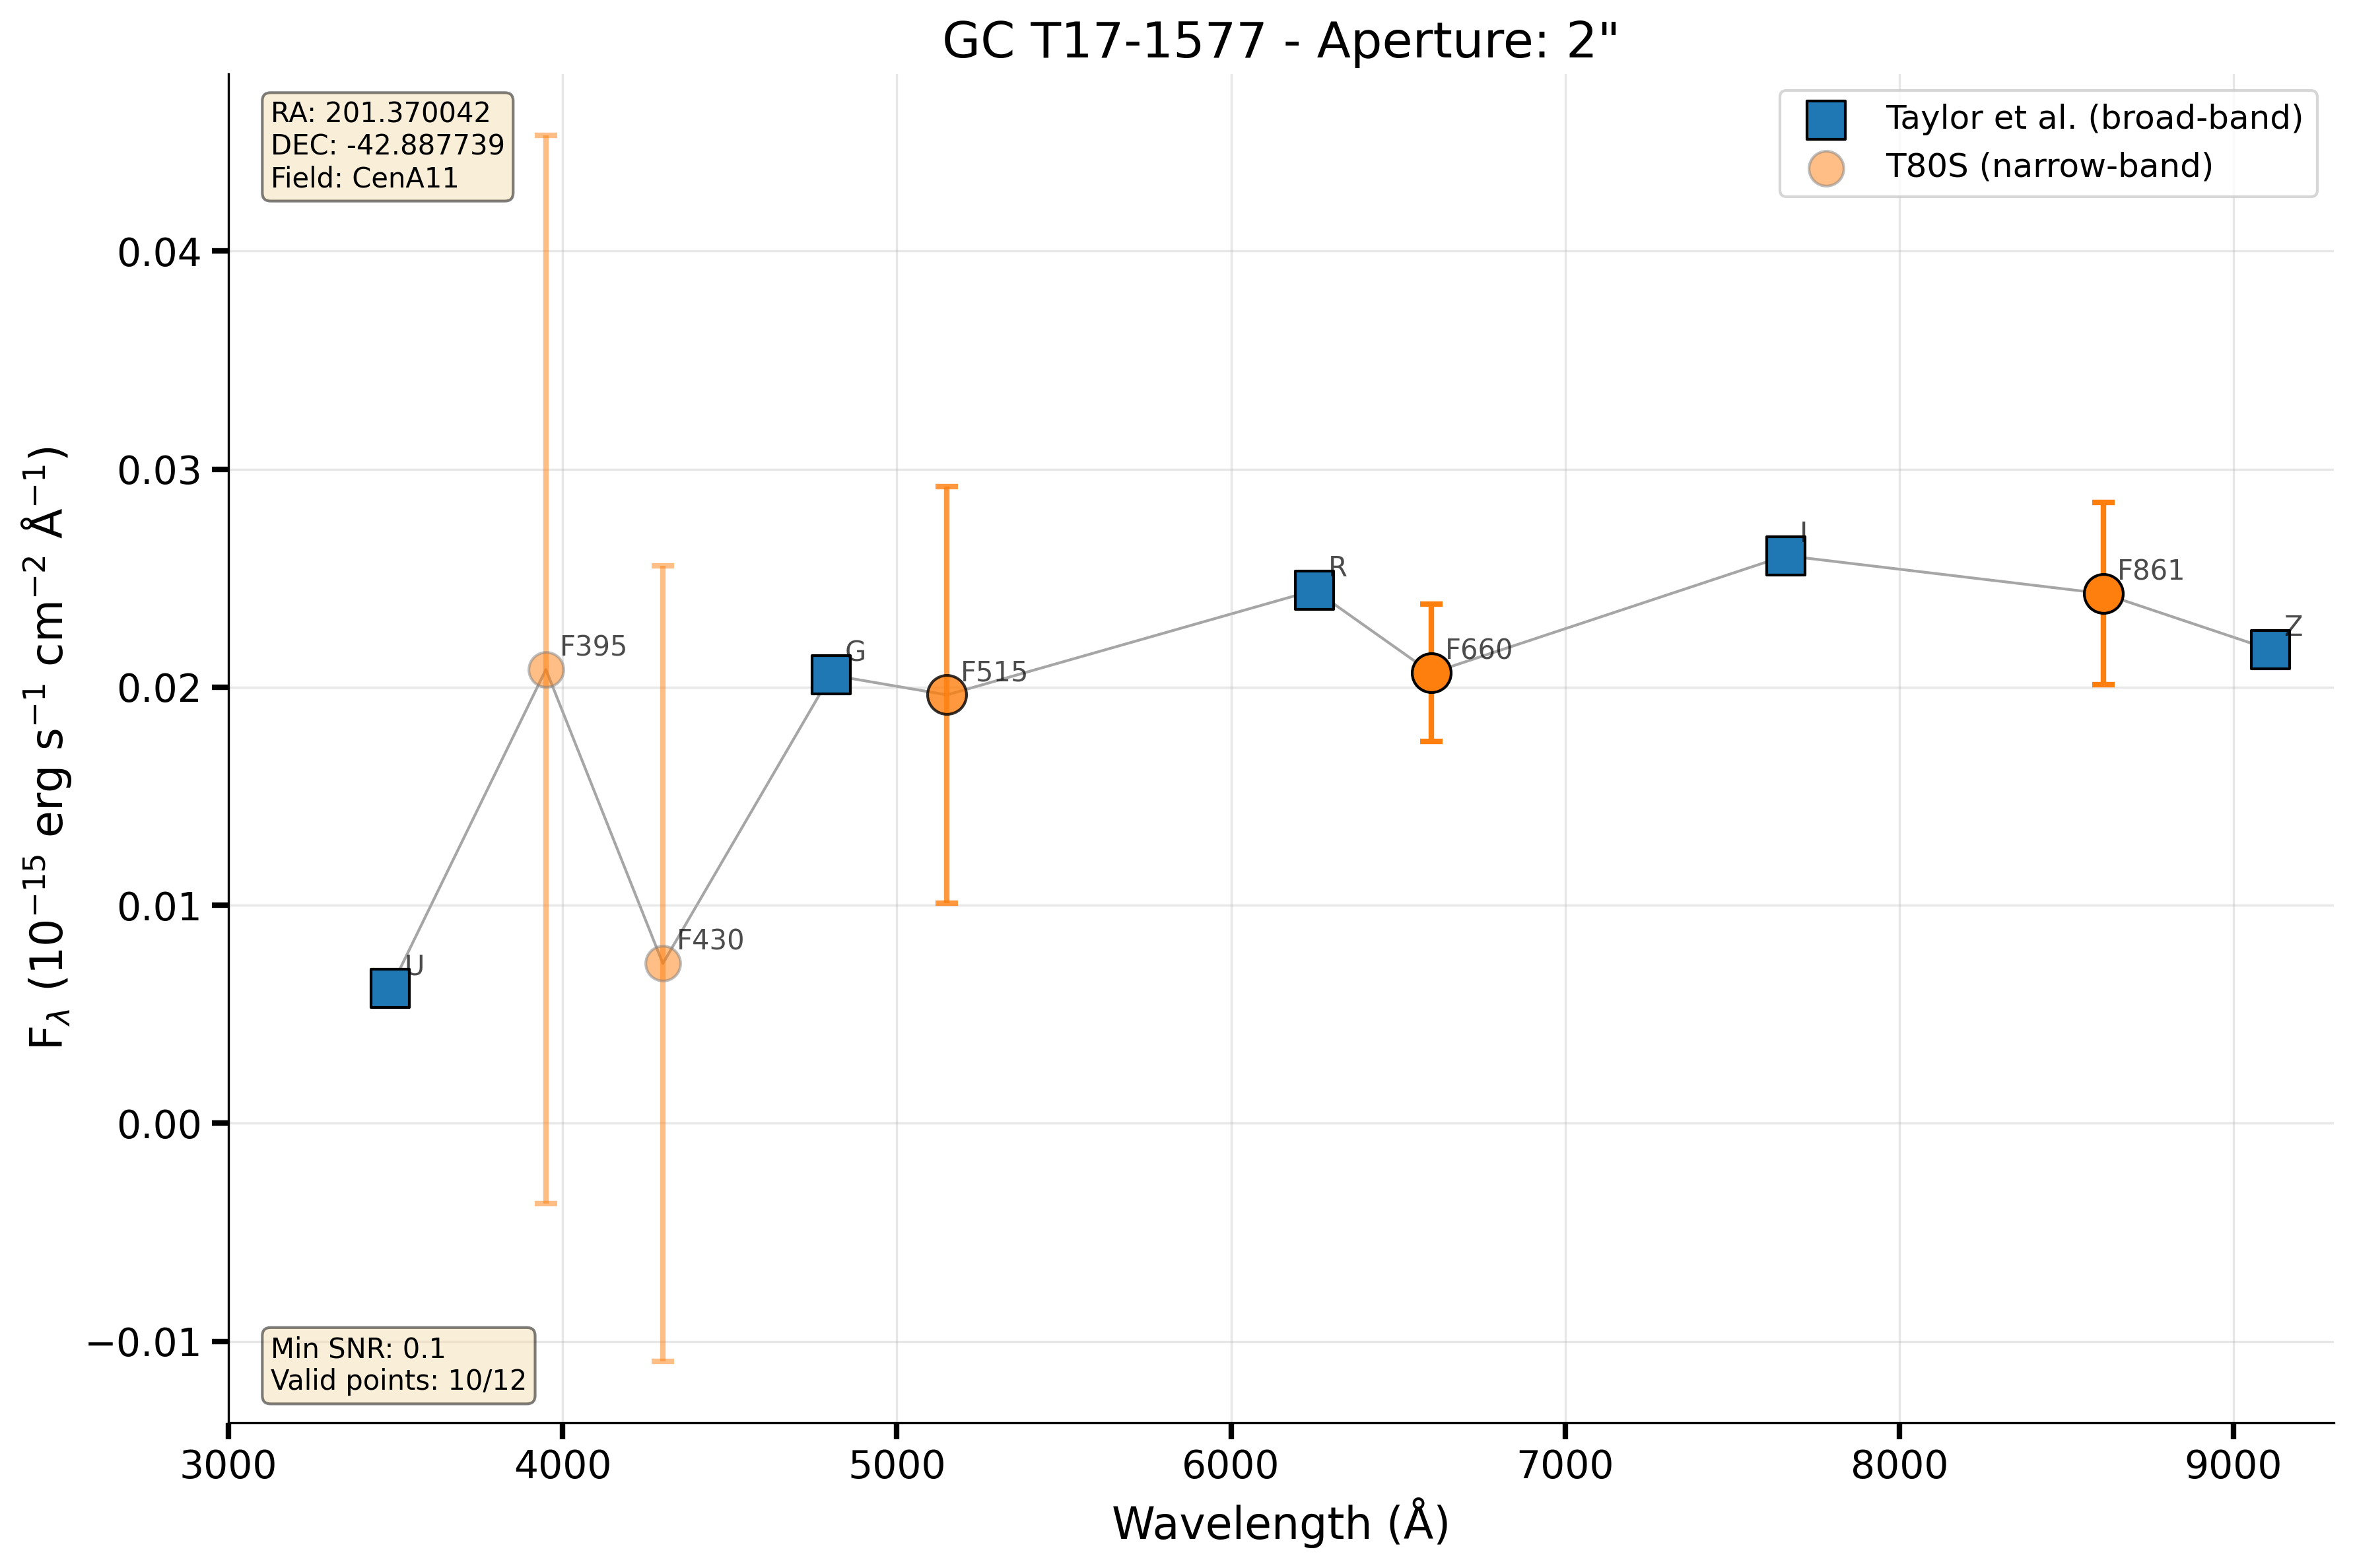 GC T17-1577 - Aperture: 2"
RA: 201.370042
DEC: -42.887739
Field: CenA11
Taylor et al. (broad-band)
T80S (narrow-band)
F_λ (10⁻¹⁵ erg s⁻¹ cm⁻² Å⁻¹)
0.04
0.03
0.02
0.01
0.00
−0.01
U
F395
F430
G
F515
R
F660
I
F861
Z
Min SNR: 0.1
Valid points: 10/12
3000 4000 5000 6000 7000 8000 9000
Wavelength (Å)